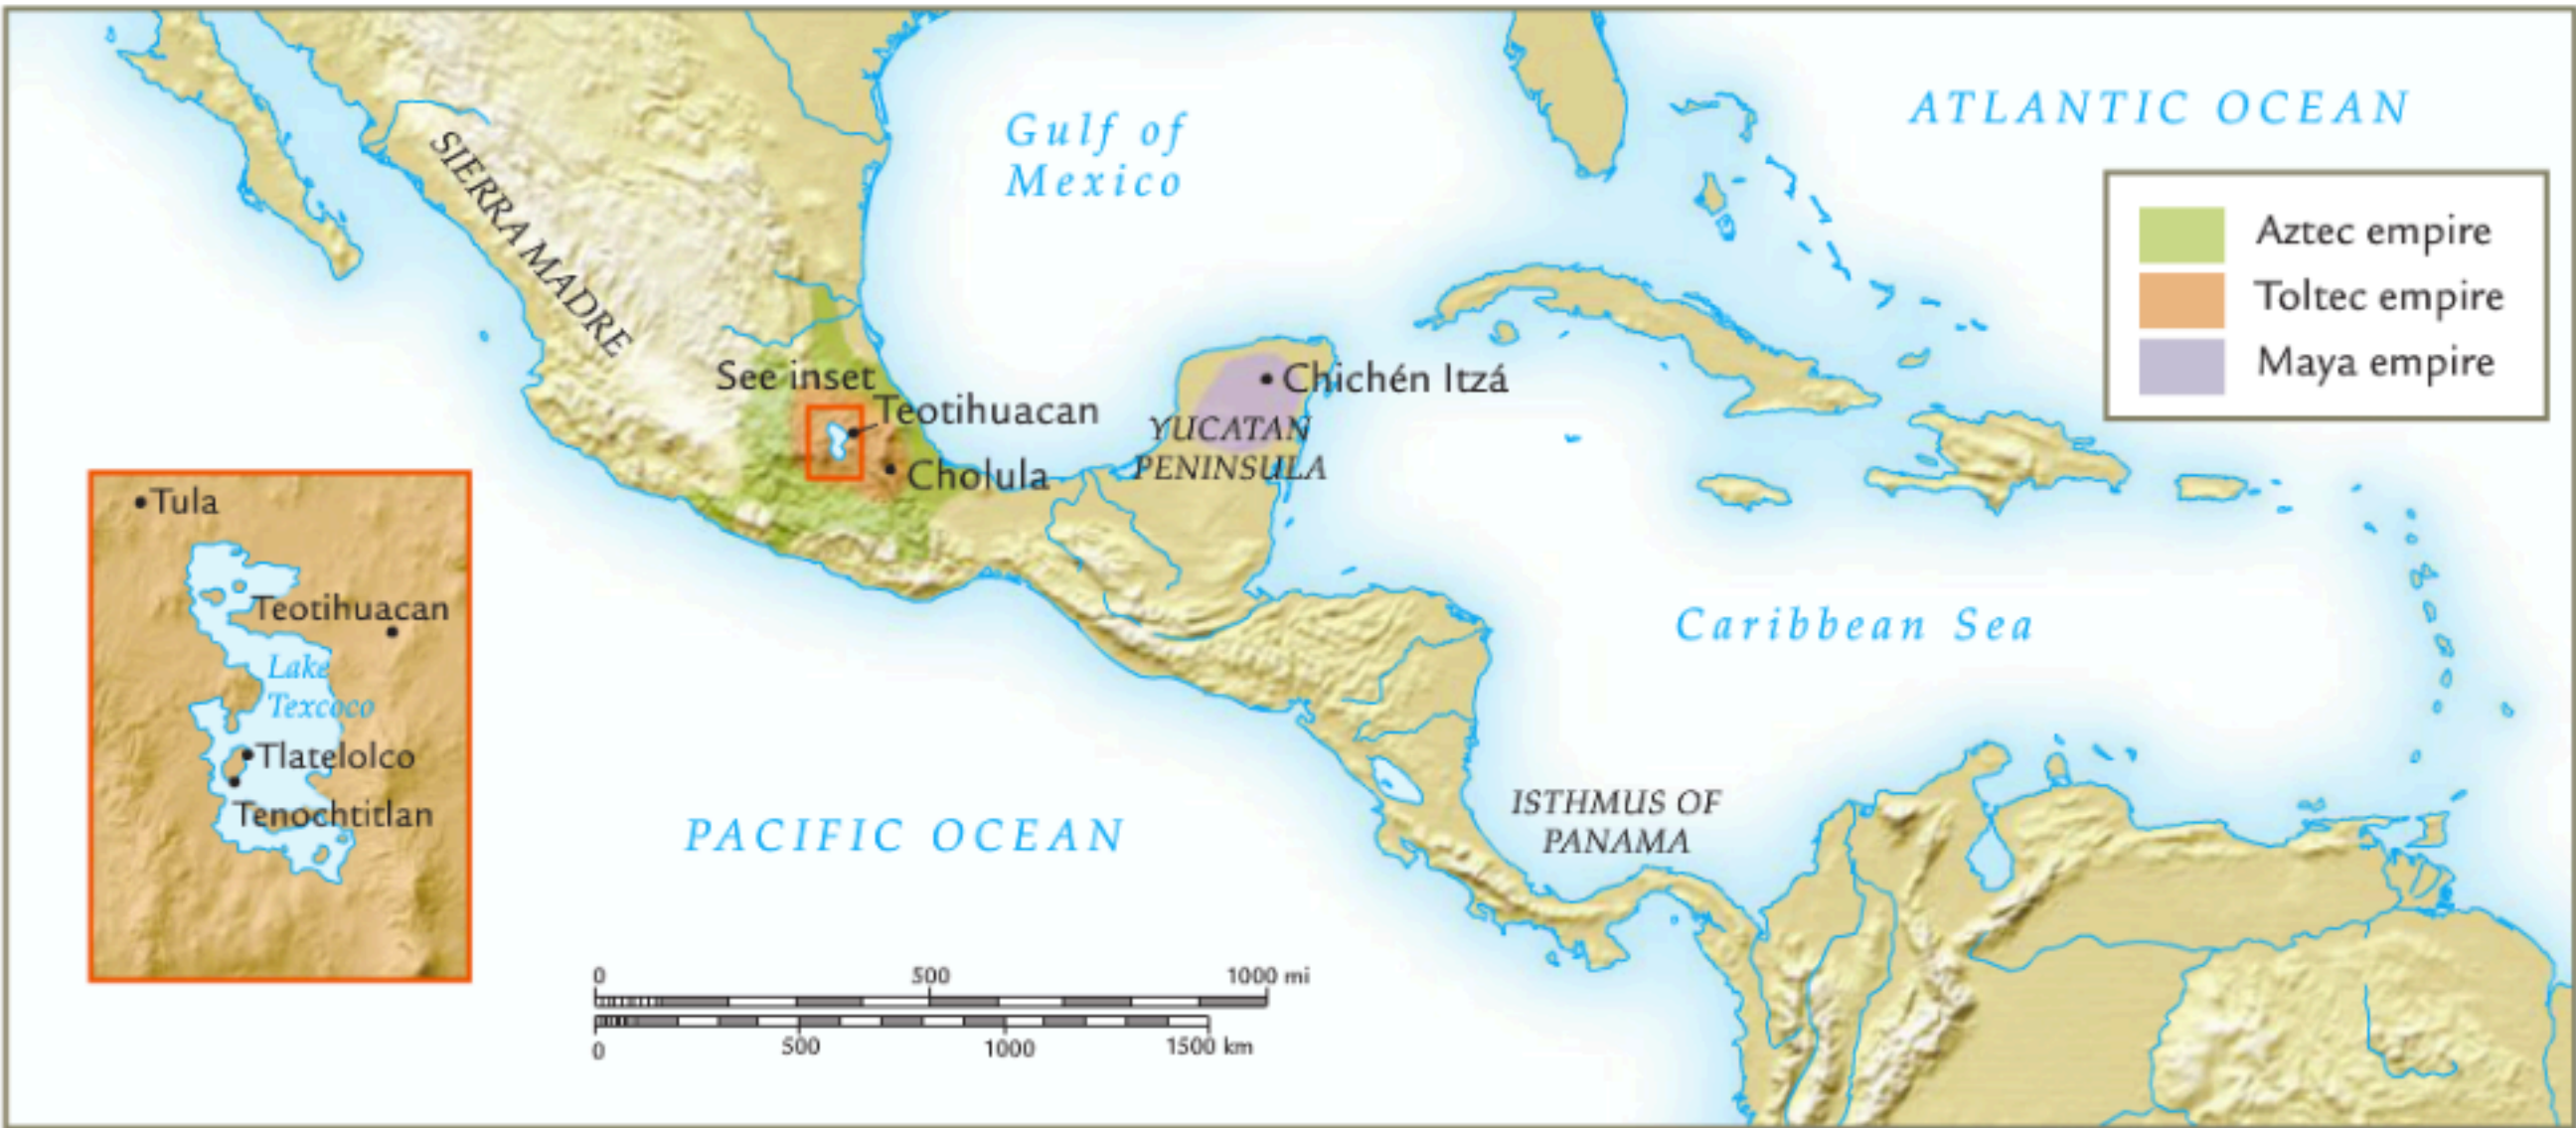 Gulf of
Mexico
ATLANTIC OCEAN
SIERRA MADRE
Aztec empire
Toltec empire
Maya empire
See inset
Teotihuacan
Cholula
Chichén Itzá
YUCATAN
PENINSULA
Tula
Teotihuacan
Lake
Texcoco
Tlatelolco
Tenochtitlan
Caribbean Sea
PACIFIC OCEAN
ISTHMUS OF
PANAMA
0 500 1000 mi
0 500 1000 1500 km